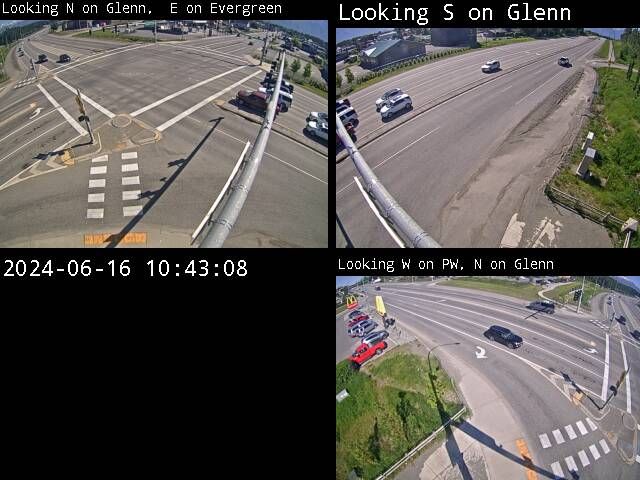 Looking N on Glenn,  E on Evergreen
Looking S on Glenn
2024-06-16 10:43:08
Looking W on PW, N on Glenn